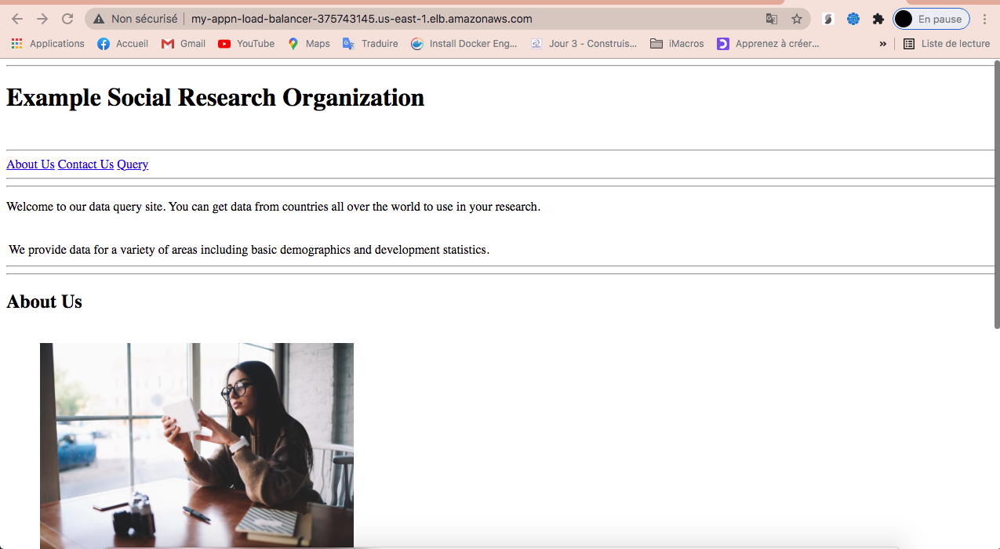 Non sécurisé my-appn-load-balancer-375743145.us-east-1.elb.amazonaws.com En pause
Applications Accueil Gmail YouTube Maps Traduire Install Docker Eng... Jour 3 - Construis... iMacros Apprenez à créer... » Liste de lecture
Example Social Research Organization
About Us Contact Us Query
Welcome to our data query site. You can get data from countries all over the world to use in your research.
We provide data for a variety of areas including basic demographics and development statistics.
About Us